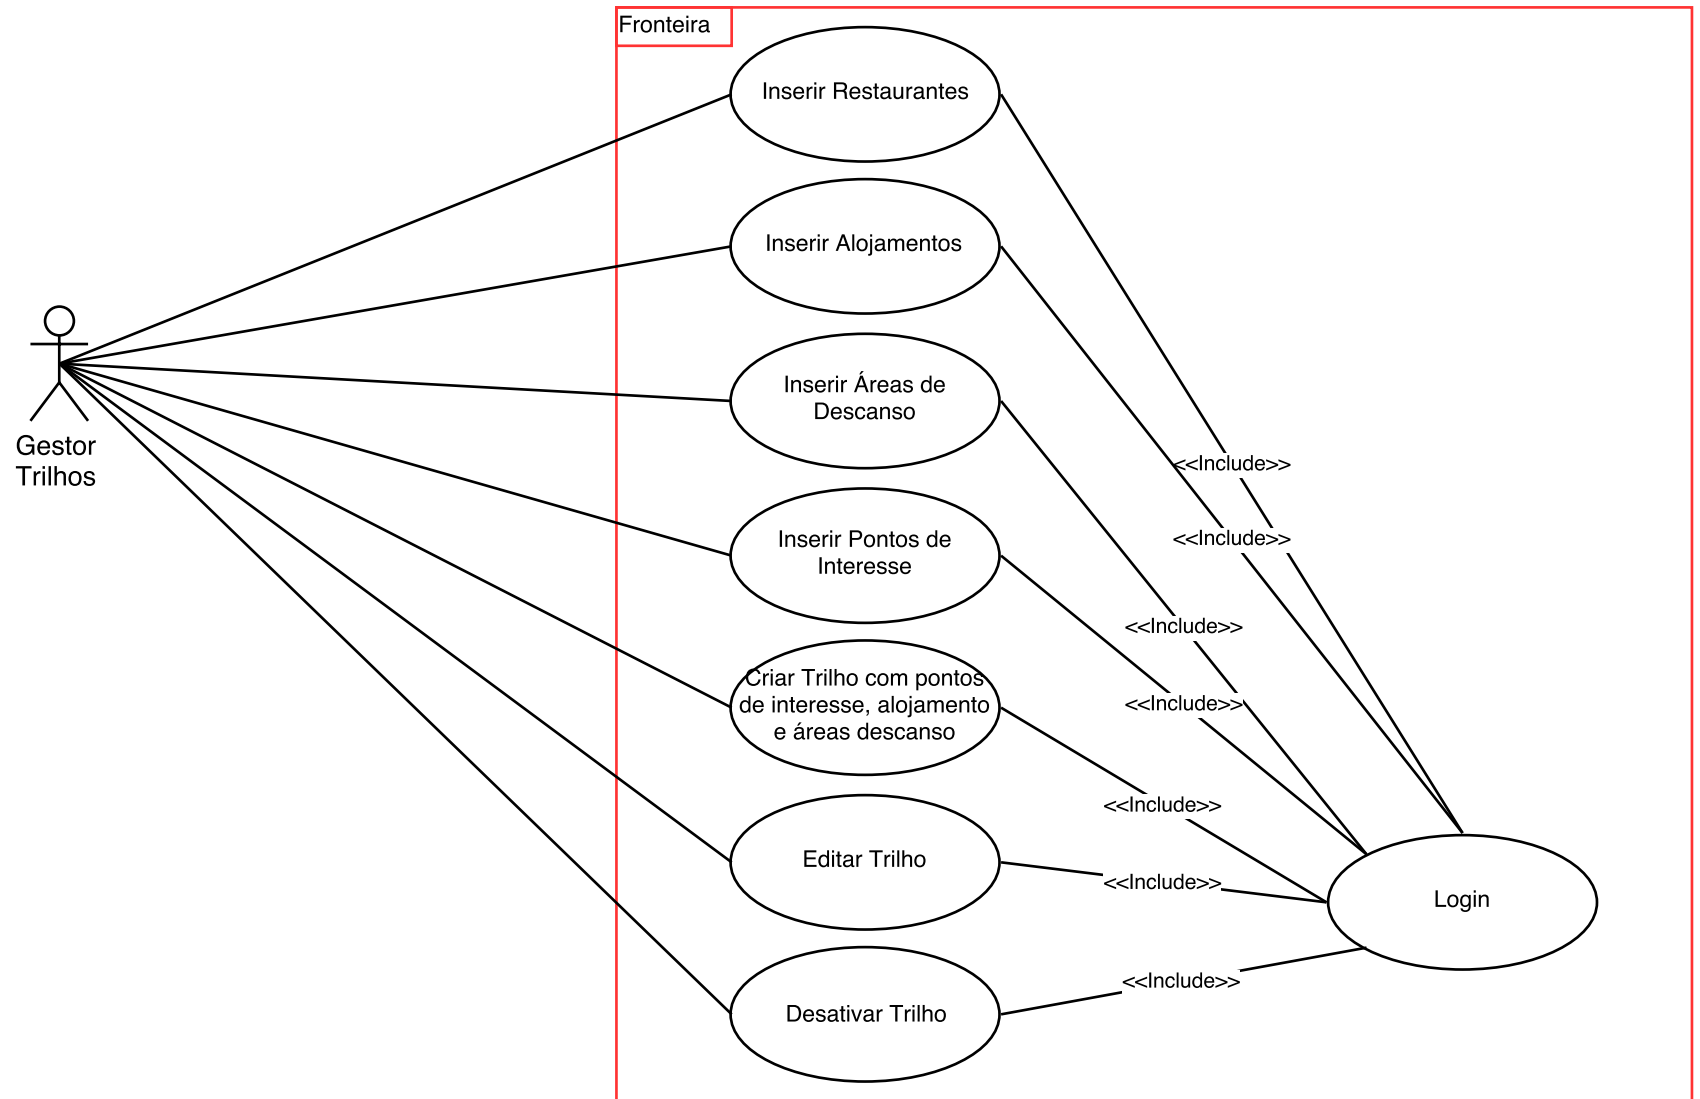 Fronteira
Inserir Restaurantes
Inserir Alojamentos
Inserir Áreas de
Descanso
Gestor
Trilhos
<<Include>>
<<Include>>
Inserir Pontos de
Interesse
<<Include>>
<<Include>>
Criar Trilho com pontos
de interesse, alojamento
e áreas descanso
<<Include>>
Editar Trilho
<<Include>>
Login
<<Include>>
Desativar Trilho